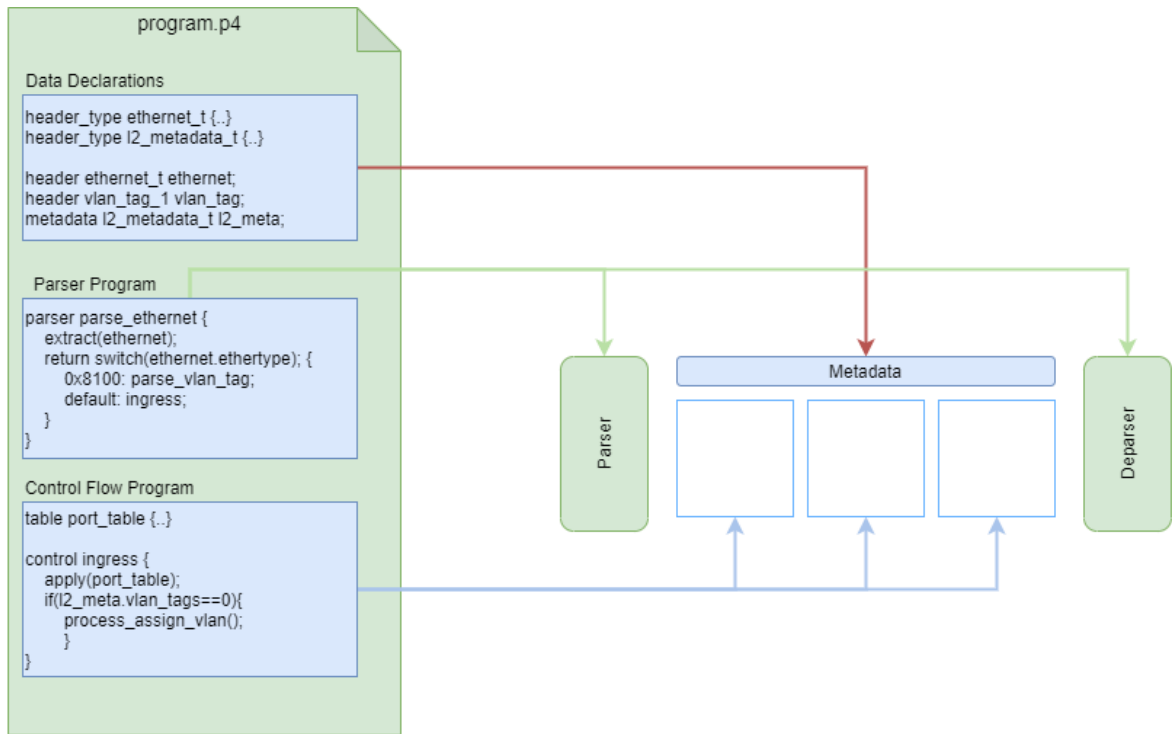 program.p4
Data Declarations
header_type ethernet_t {..}
header_type l2_metadata_t {..}
header ethernet_t ethernet;
header vlan_tag_1 vlan_tag;
metadata l2_metadata_t l2_meta;
Parser Program
parser parse_ethernet {
extract(ethernet);
return switch(ethernet.ethertype); {
0x8100: parse_vlan_tag;
default: ingress;
}
}
Control Flow Program
table port_table {..}
control ingress {
apply(port_table);
if(l2_meta.vlan_tags==0){
process_assign_vlan();
}
}
Parser
Metadata
Deparser